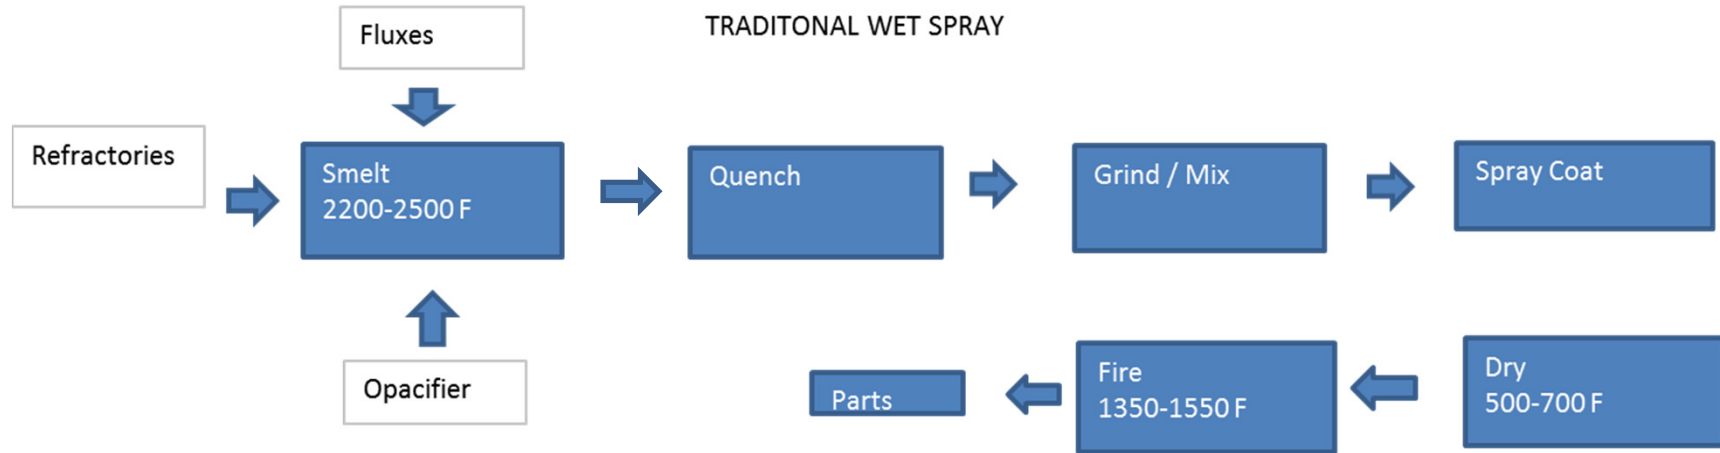 TRADITONAL WET SPRAY
Fluxes
Refractories
Smelt
2200-2500 F
Opacifier
Quench
Grind / Mix
Spray Coat
Dry
500-700 F
Fire
1350-1550 F
Parts